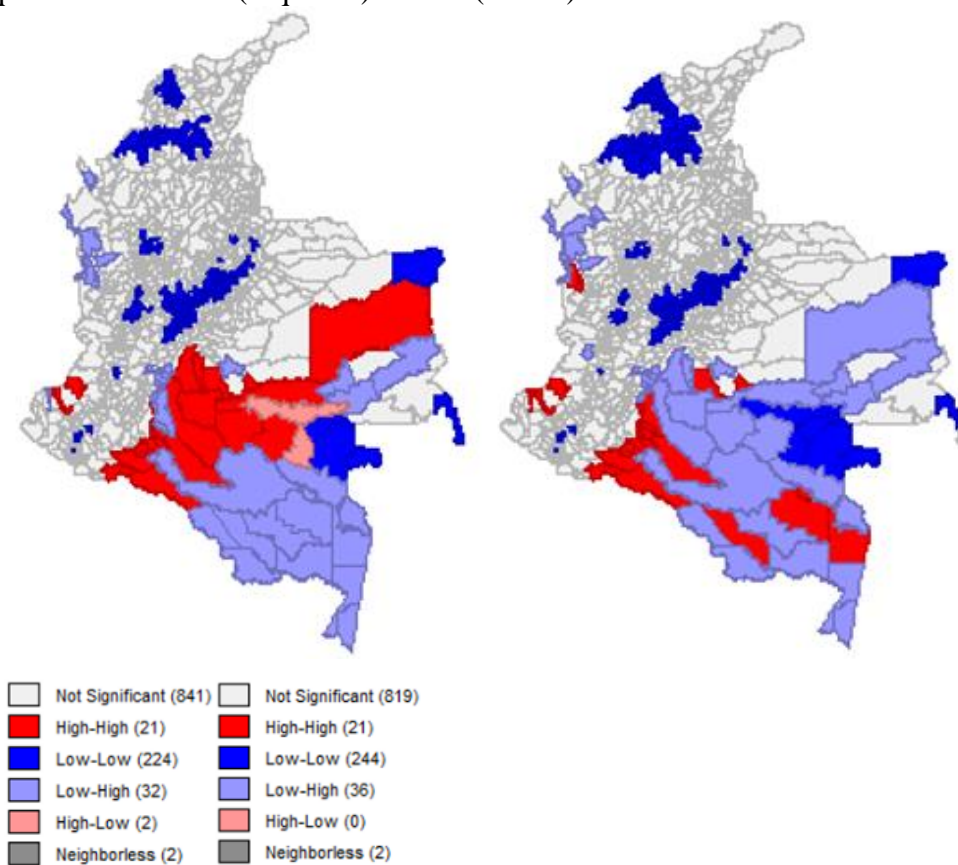 Not Significant (841) Not Significant (819)
High-High (21) High-High (21)
Low-Low (224) Low-Low (244)
Low-High (32) Low-High (36)
High-Low (2) High-Low (0)
Neighborless (2) Neighborless (2)